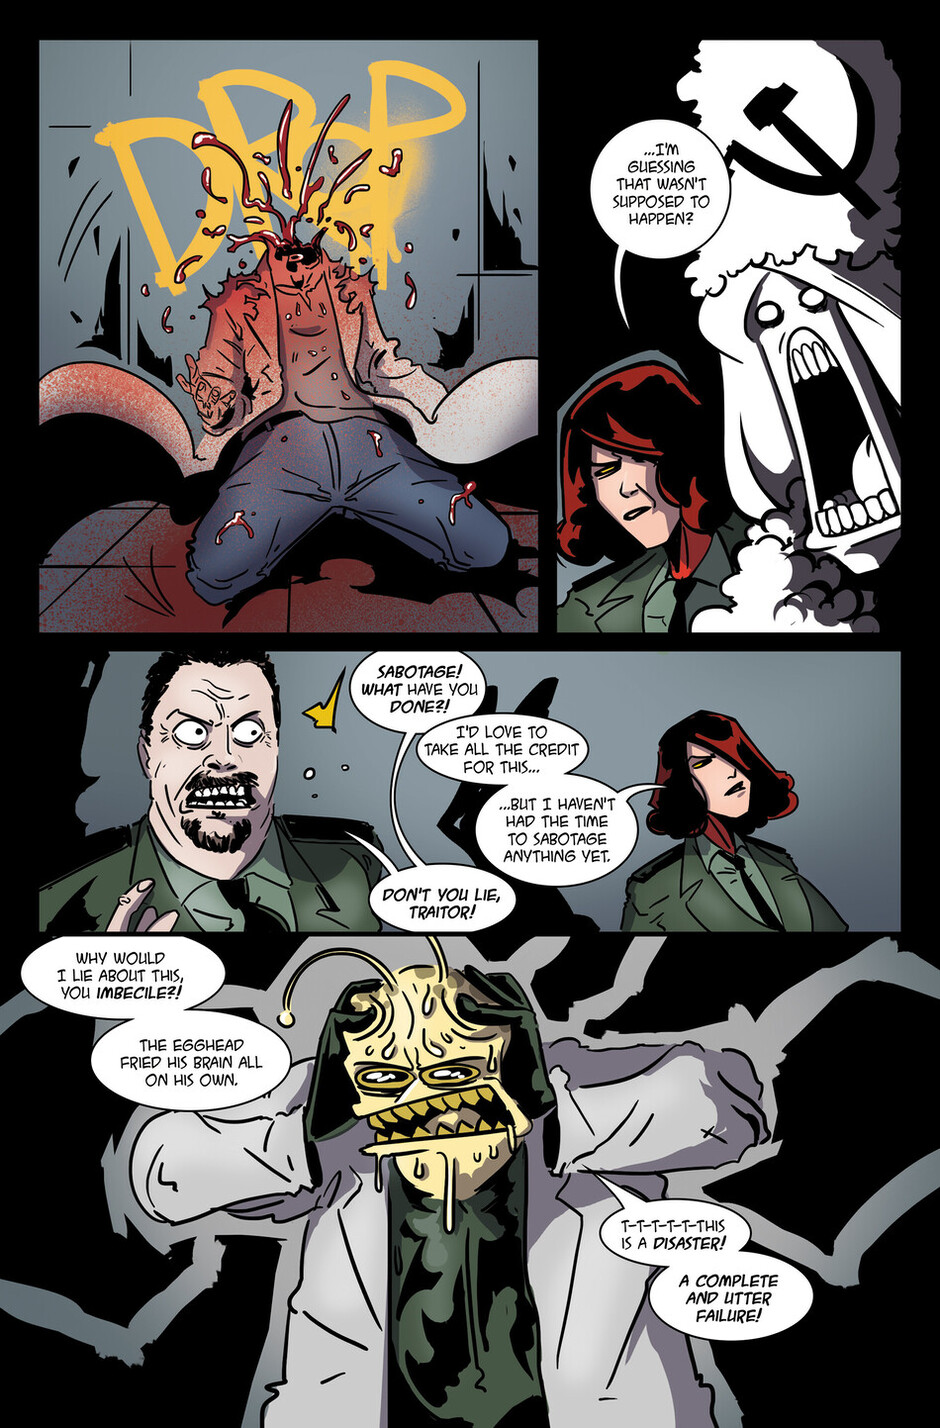 DROP
...I'M
GUESSING
THAT WASN'T
SUPPOSED TO
HAPPEN?
SABOTAGE!
WHAT HAVE YOU
DONE?!
I'D LOVE TO
TAKE ALL THE CREDIT
FOR THIS...
...BUT I HAVEN'T
HAD THE TIME
TO SABOTAGE
ANYTHING YET.
DON'T YOU LIE,
TRAITOR!
WHY WOULD
I LIE ABOUT THIS,
YOU IMBECILE?!
THE EGGHEAD
FRIED HIS BRAIN ALL
ON HIS OWN.
T-T-T-T-T-THIS
IS A DISASTER!
A COMPLETE
AND UTTER
FAILURE!